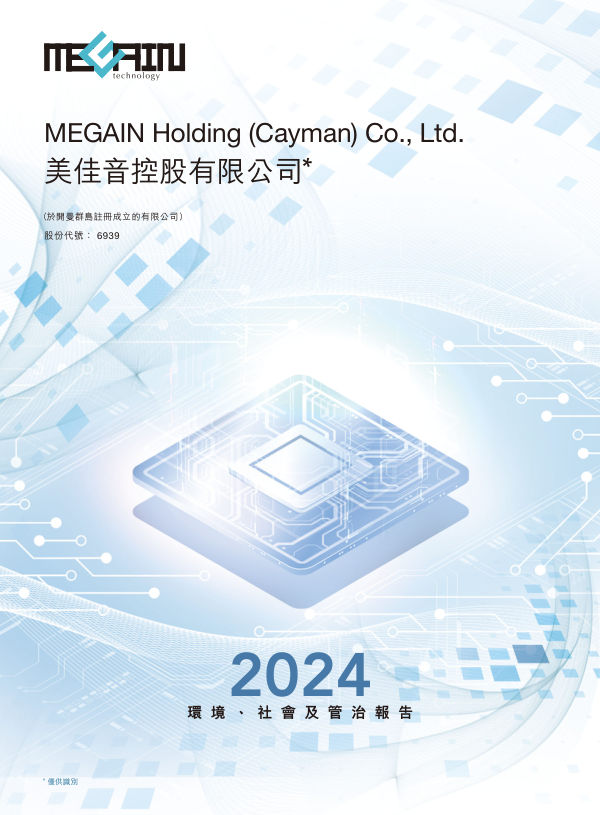 MEGAIN
technology
MEGAIN Holding (Cayman) Co., Ltd.
美佳音控股有限公司*
(於開曼群島註冊成立的有限公司)
股份代號： 6939
2024
環境、社會及管治報告
* 僅供識別